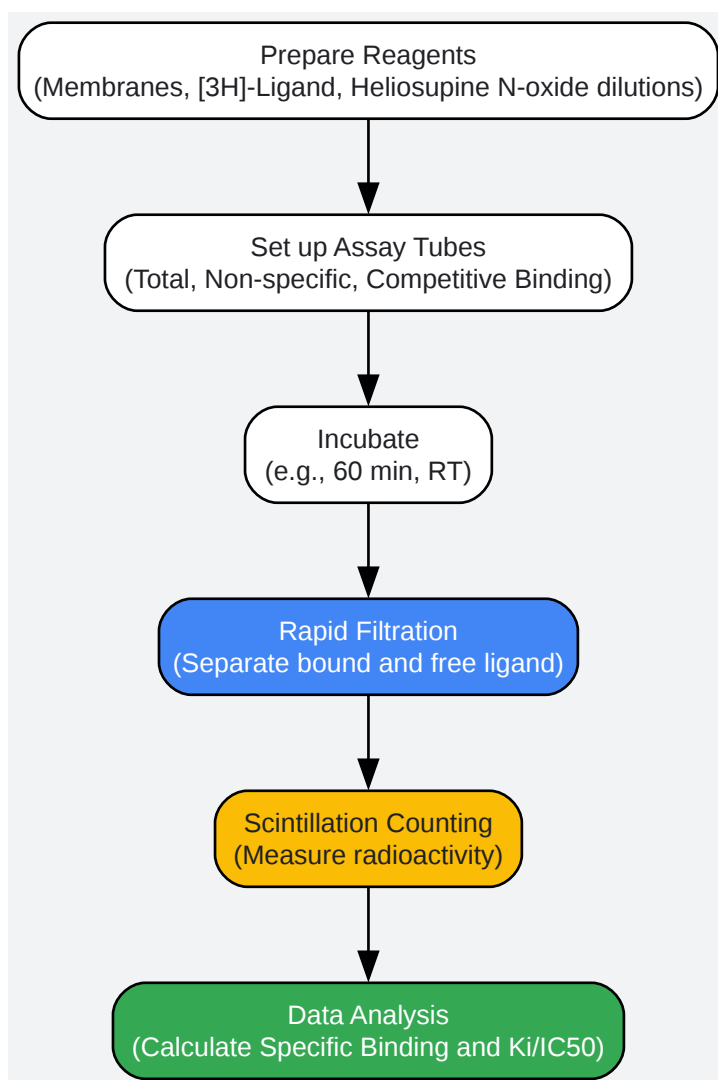 Prepare Reagents
(Membranes, [3H]-Ligand, Heliosupine N-oxide dilutions)
Set up Assay Tubes
(Total, Non-specific, Competitive Binding)
Incubate
(e.g., 60 min, RT)
Rapid Filtration
(Separate bound and free ligand)
Scintillation Counting
(Measure radioactivity)
Data Analysis
(Calculate Specific Binding and Ki/IC50)